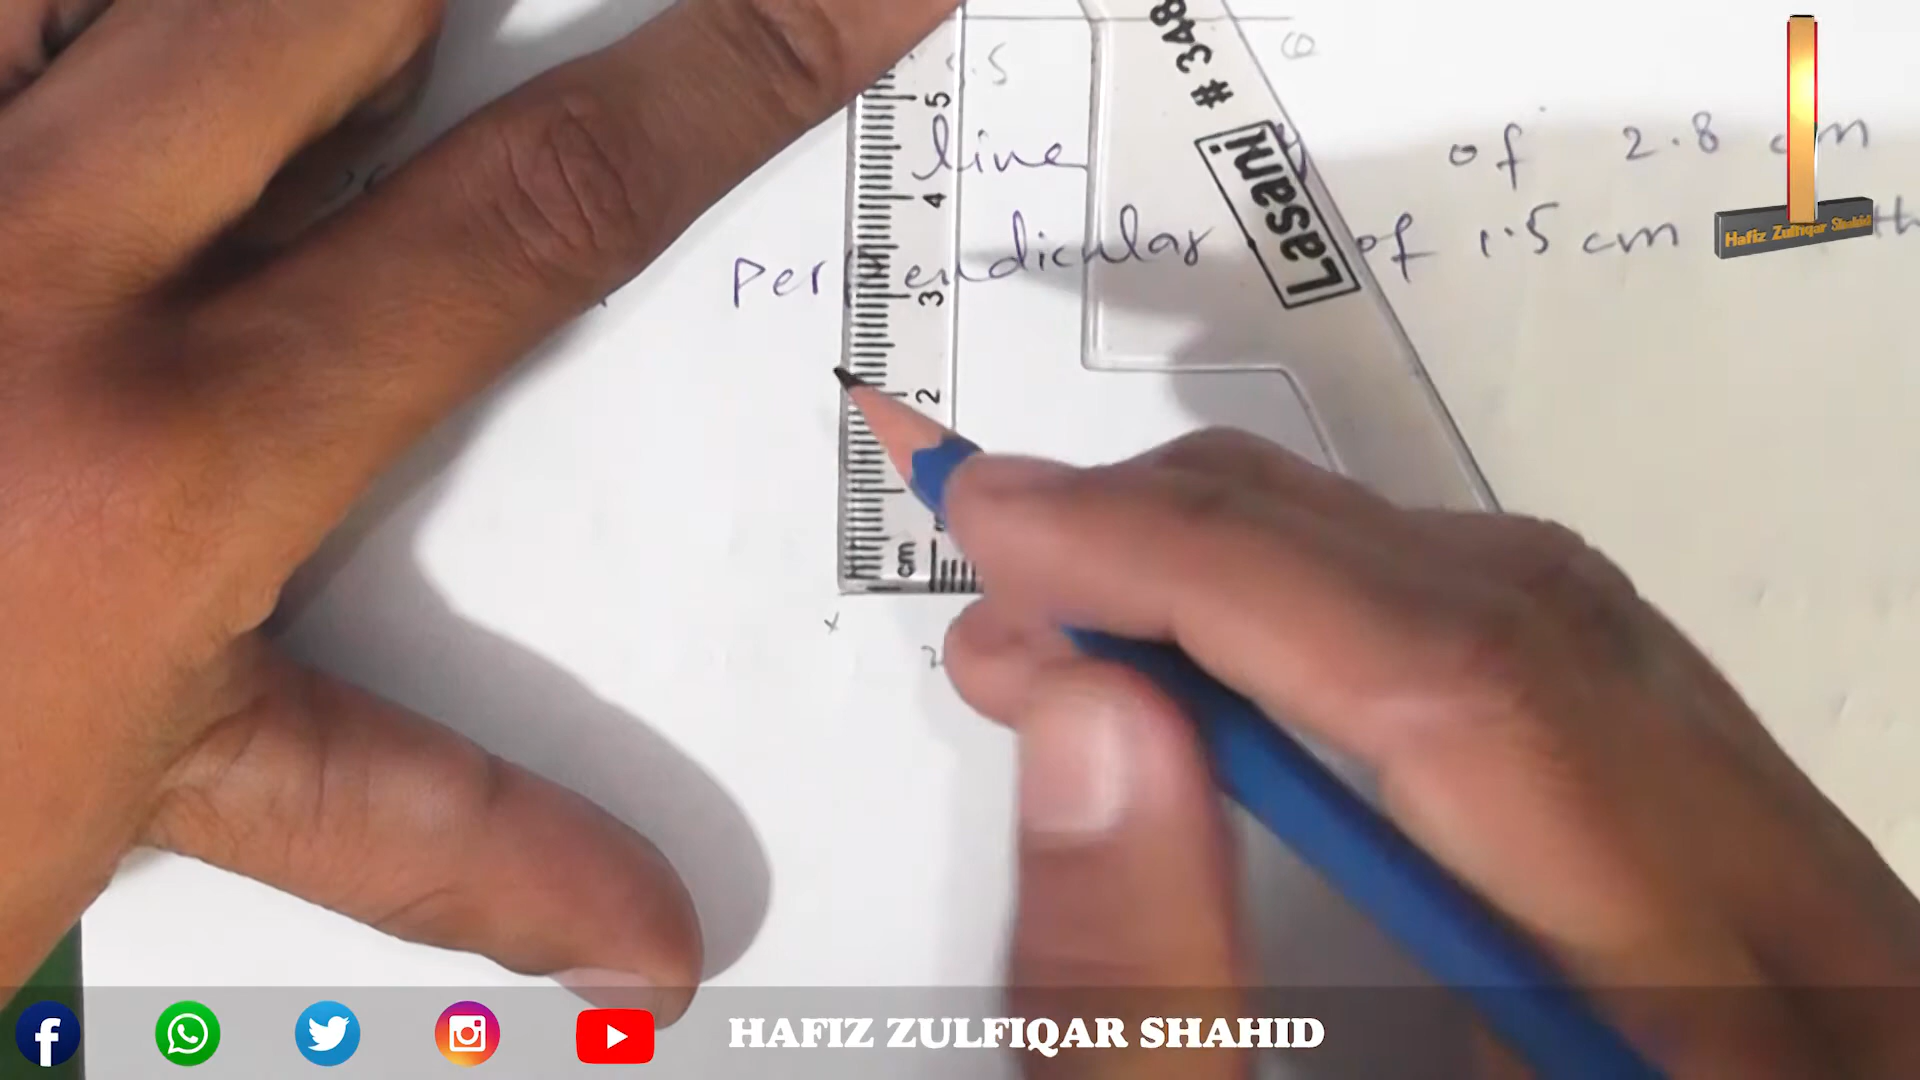 # 348
.5
5
line of 2.8 cm
Lasani
4
Perpendicular of 1.5 cm
Hafiz Zulfiqar Shahid
3
2
cm
x
HAFIZ ZULFIQAR SHAHID